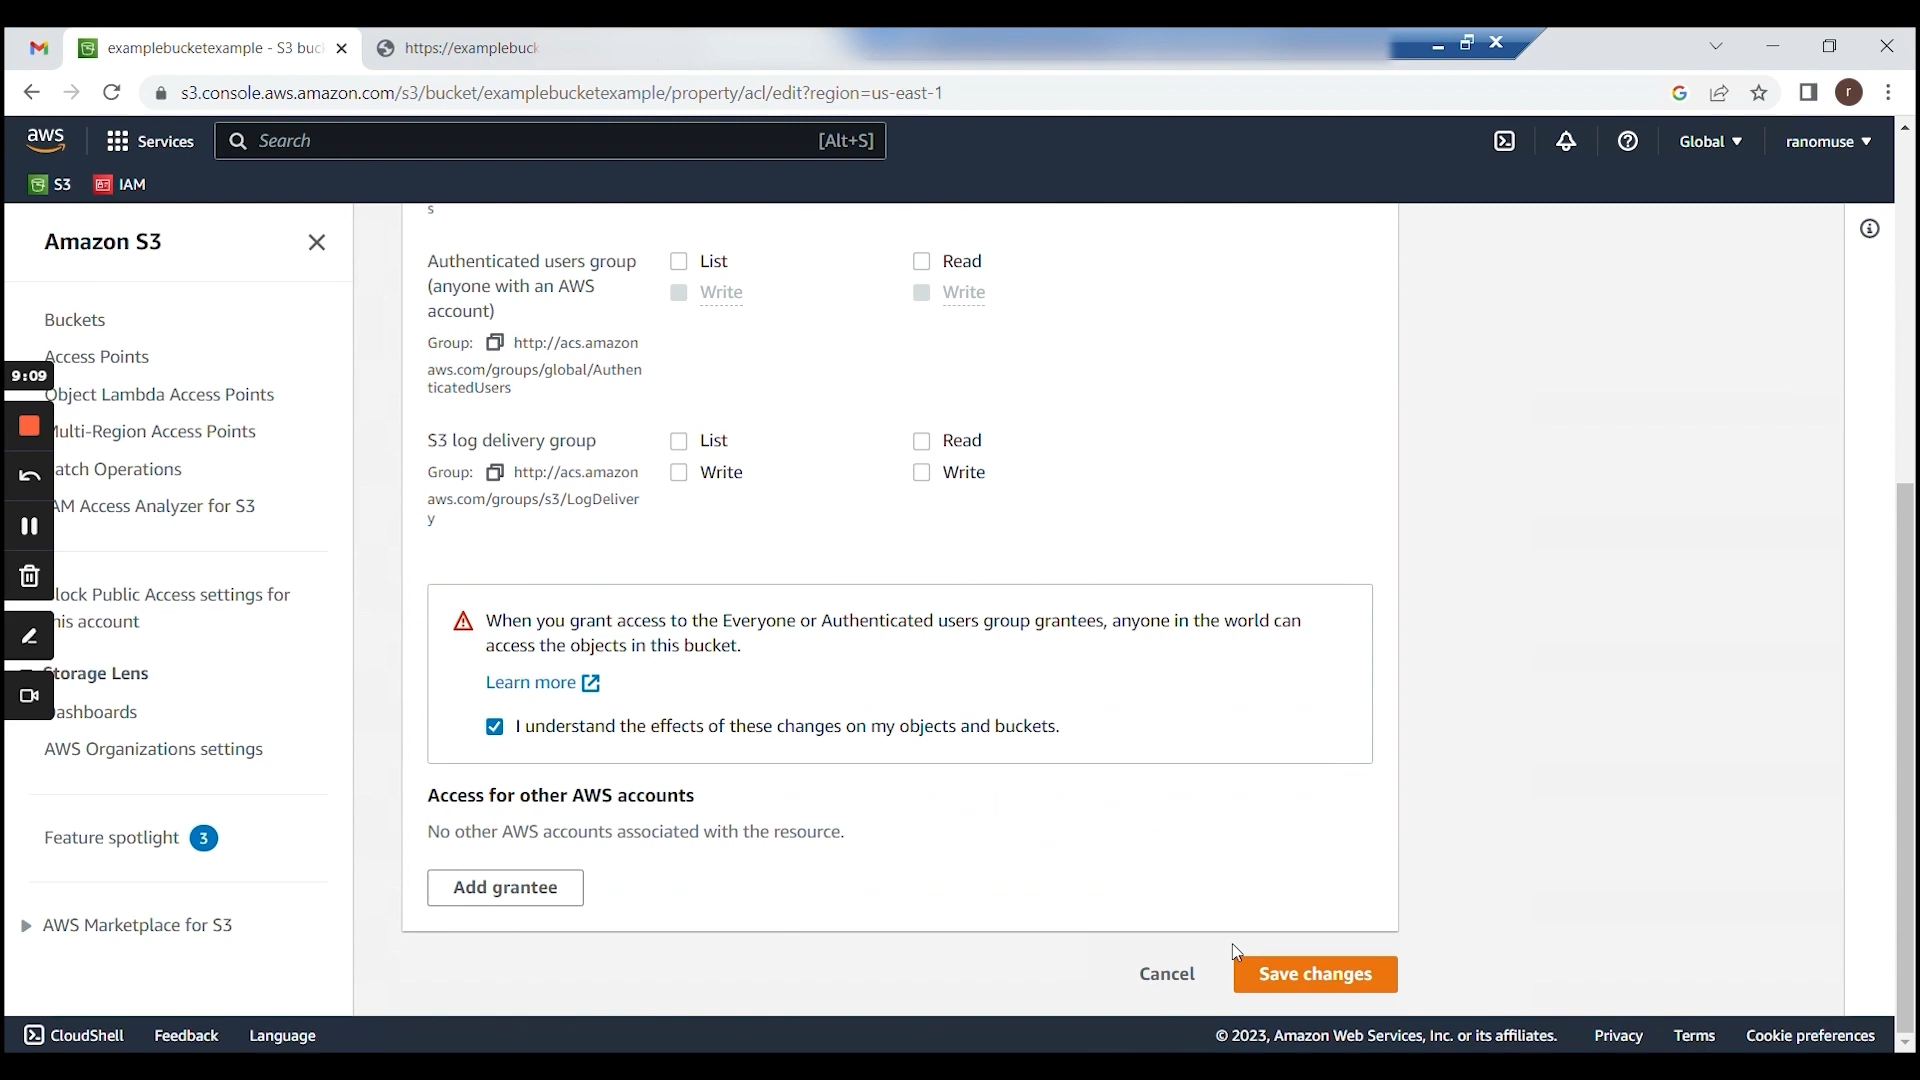 examplebucketexample - S3 buc
https://examplebuck
s3.console.aws.amazon.com/s3/bucket/examplebucketexample/property/acl/edit?region=us-east-1
r
aws
Services
Search
[Alt+S]
Global
ranomuse
S3
IAM
Amazon S3
Buckets
Access Points
Object Lambda Access Points
ulti-Region Access Points
atch Operations
AM Access Analyzer for S3
lock Public Access settings for
his account
Storage Lens
ashboards
AWS Organizations settings
Feature spotlight 3
AWS Marketplace for S3
9:09
s
Authenticated users group
(anyone with an AWS
account)
Group: http://acs.amazon
aws.com/groups/global/Authen
ticatedUsers
List
Write
Read
Write
S3 log delivery group
Group: http://acs.amazon
aws.com/groups/s3/LogDeliver
y
List
Write
Read
Write
When you grant access to the Everyone or Authenticated users group grantees, anyone in the world can
access the objects in this bucket.
Learn more
I understand the effects of these changes on my objects and buckets.
Access for other AWS accounts
No other AWS accounts associated with the resource.
Add grantee
Cancel
Save changes
CloudShell
Feedback
Language
© 2023, Amazon Web Services, Inc. or its affiliates.
Privacy
Terms
Cookie preferences